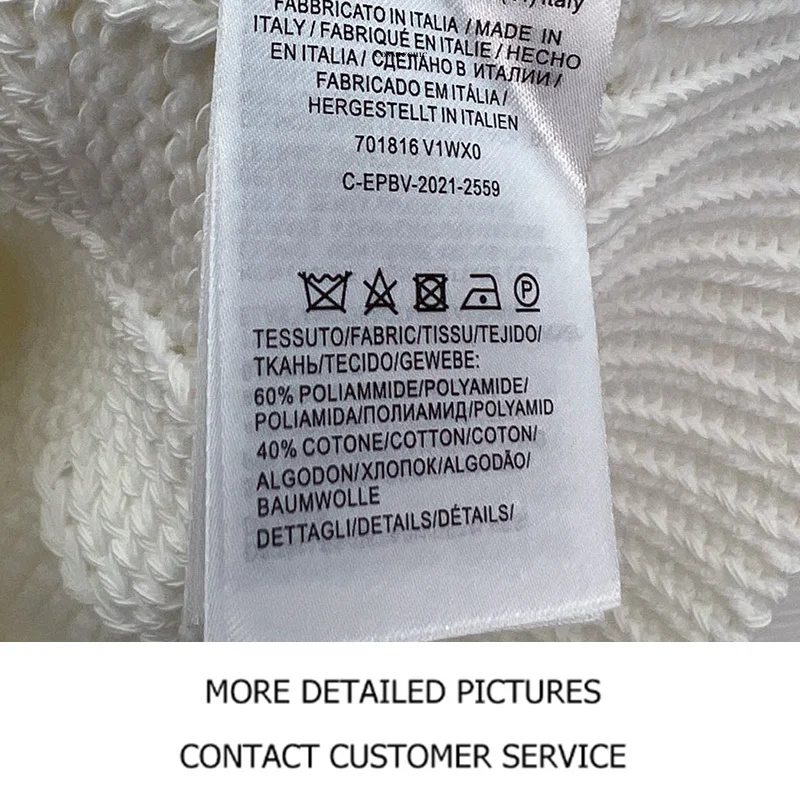 Italy
FABBRICATO IN ITALIA / MADE IN
ITALY / FABRIQUÉ EN ITALIE / HECHO
EN ITALIA / СДЕЛАНО В ИТАЛИИ /
FABRICADO EM ITÁLIA /
HERGESTELLT IN ITALIEN
701816 V1WX0
C-EPBV-2021-2559
P
TESSUTO/FABRIC/TISSU/TEJIDO/
ТКАНЬ/TECIDO/GEWEBE:
60% POLIAMMIDE/POLYAMIDE/
POLIAMIDA/ПОЛИАМИД/POLYAMID
40% COTONE/COTTON/COTON/
ALGODON/ХЛОПОК/ALGODÃO/
BAUMWOLLE
DETTAGLI/DETAILS/DÉTAILS/
MORE DETAILED PICTURES
CONTACT CUSTOMER SERVICE